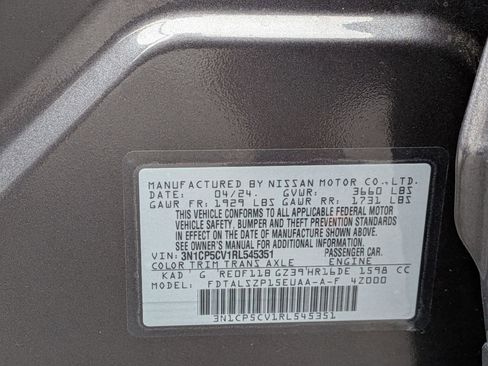 MANUFACTURED BY NISSAN MOTOR CO.,LTD.
DATE: 04/24. GVWR: 3660 LBS
GAWR FR: 1929 LBS GAWR RR: 1731 LBS
THIS VEHICLE CONFORMS TO ALL APPLICABLE FEDERAL MOTOR
VEHICLE SAFETY, BUMPER AND THEFT PREVENTION STANDARDS
IN EFFECT ON THE DATE OF MANUFACTURE SHOWN ABOVE.
SEE OWNER'S MANUAL FOR ADDITIONAL INFORMATION.
VIN: 3N1CP5CV1RL545351 PASSENGER CAR.
COLOR TRIM TRANS AXLE ENGINE
KAD G RE0F11B GZ39 HR16DE 1598 CC
MODEL: FDTALSZP15EUAA-A-F 4Z000
3N1CP5CV1RL545351